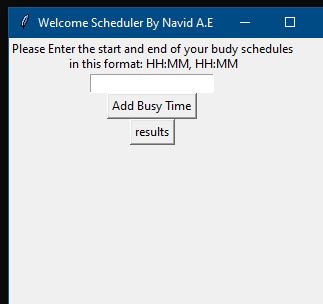 Welcome Scheduler By Navid A.E
Please Enter the start and end of your budy schedules
in this format: HH:MM, HH:MM
Add Busy Time
results